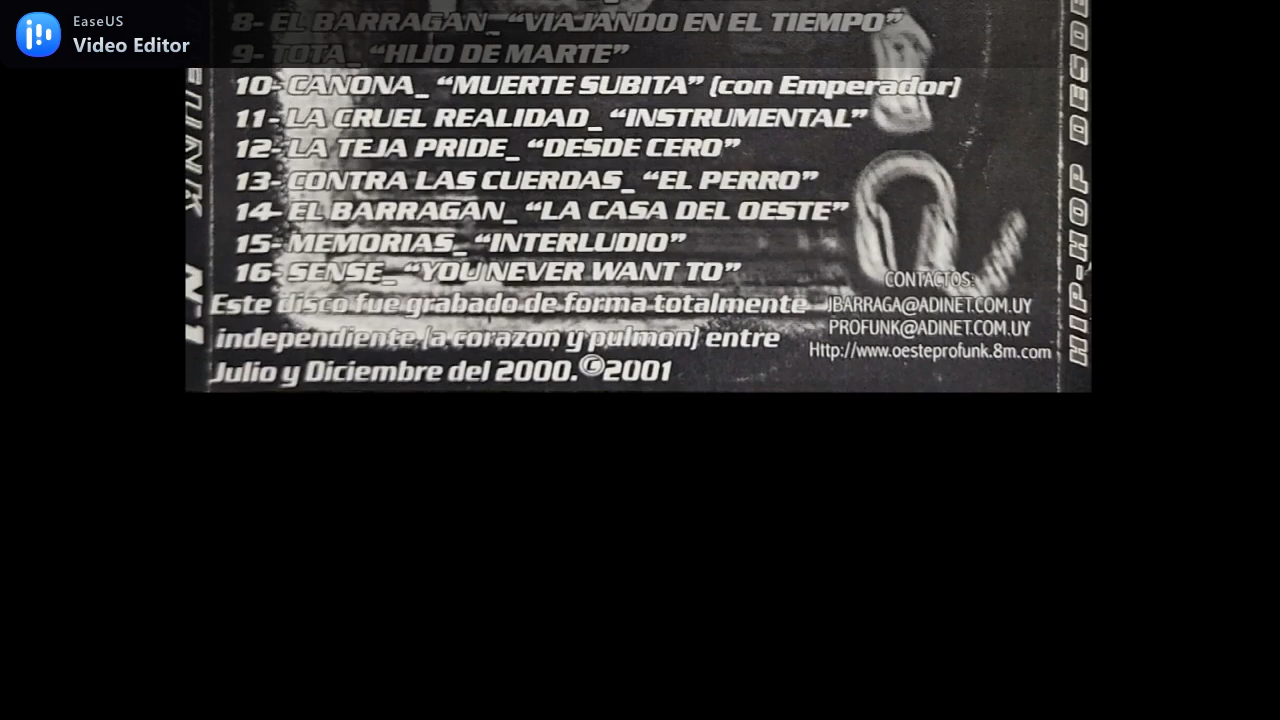 EaseUS
Video Editor
8- EL BARRAGAN_ “VIAJANDO EN EL TIEMPO”
9- TOTA_ “HIJO DE MARTE”
10- CANONA_ “MUERTE SUBITA” (con Emperador)
11- LA CRUEL REALIDAD_ “INSTRUMENTAL”
12- LA TEJA PRIDE_ “DESDE CERO”
13- CONTRA LAS CUERDAS_ “EL PERRO”
14- EL BARRAGAN_ “LA CASA DEL OESTE”
15- MEMORIAS_ “INTERLUDIO”
16- SENSE_ “YOU NEVER WANT TO”
Este disco fue grabado de forma totalmente
independiente (a corazon y pulmon) entre
Julio y Diciembre del 2000.©2001
CONTACTOS:
JBARRAGA@ADINET.COM.UY
PROFUNK@ADINET.COM.UY
Http://www.oesteprofunk.8m.com
HIP-HOP DESDE